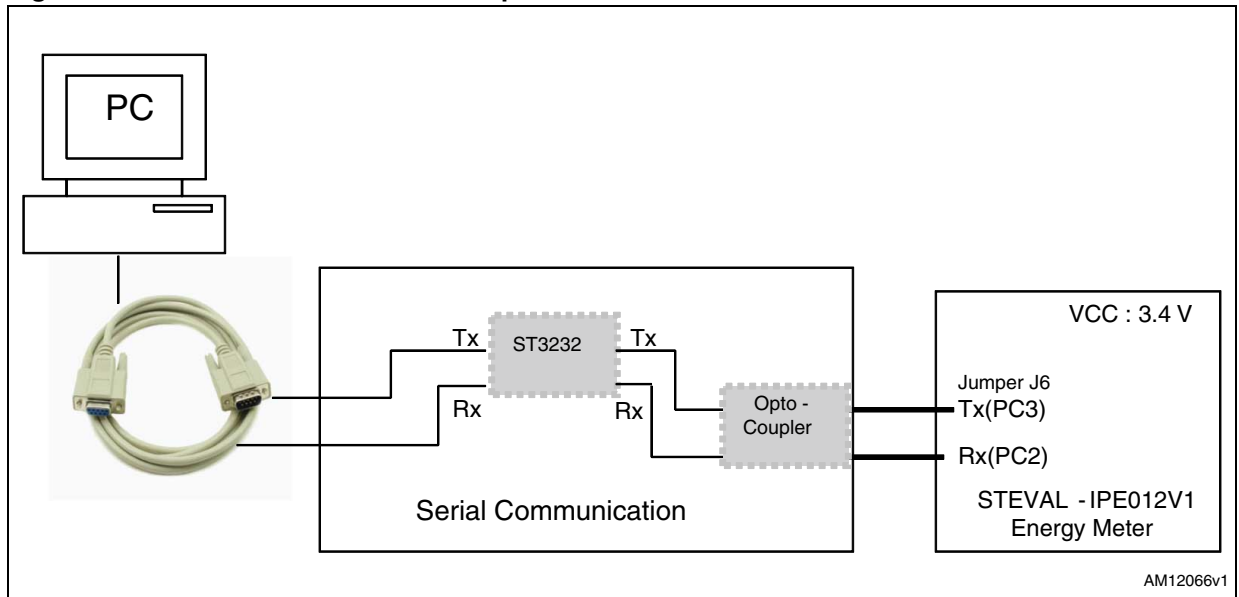 PC
VCC : 3.4 V
Tx
ST3232
Tx
Jumper J6
Opto -
Tx(PC3)
Rx
Rx
Coupler
Rx(PC2)
Serial Communication
STEVAL - IPE012V1
Energy Meter
AM12066v1